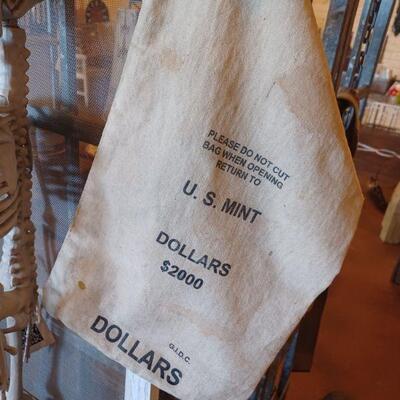 PLEASE DO NOT CUT
BAG WHEN OPENING
RETURN TO
U. S. MINT
DOLLARS
$2000
G.I.D.C.
DOLLARS